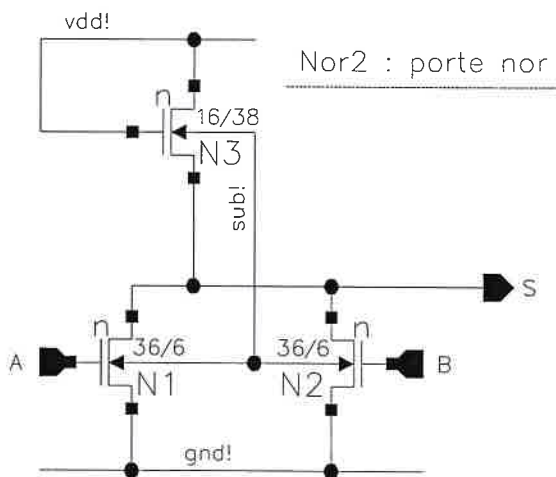 vdd!
Nor2 : porte nor
n
16/38
N3
sub!
S
n
n
A
36/6
36/6
B
N1
N2
gnd!